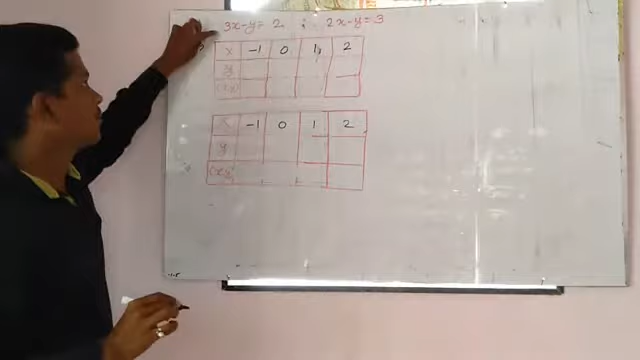 3x-y= 2 ; 2x-y=3
x -1 0 1 2
y
(x,y)
x -1 0 1 2
y
(x,y)